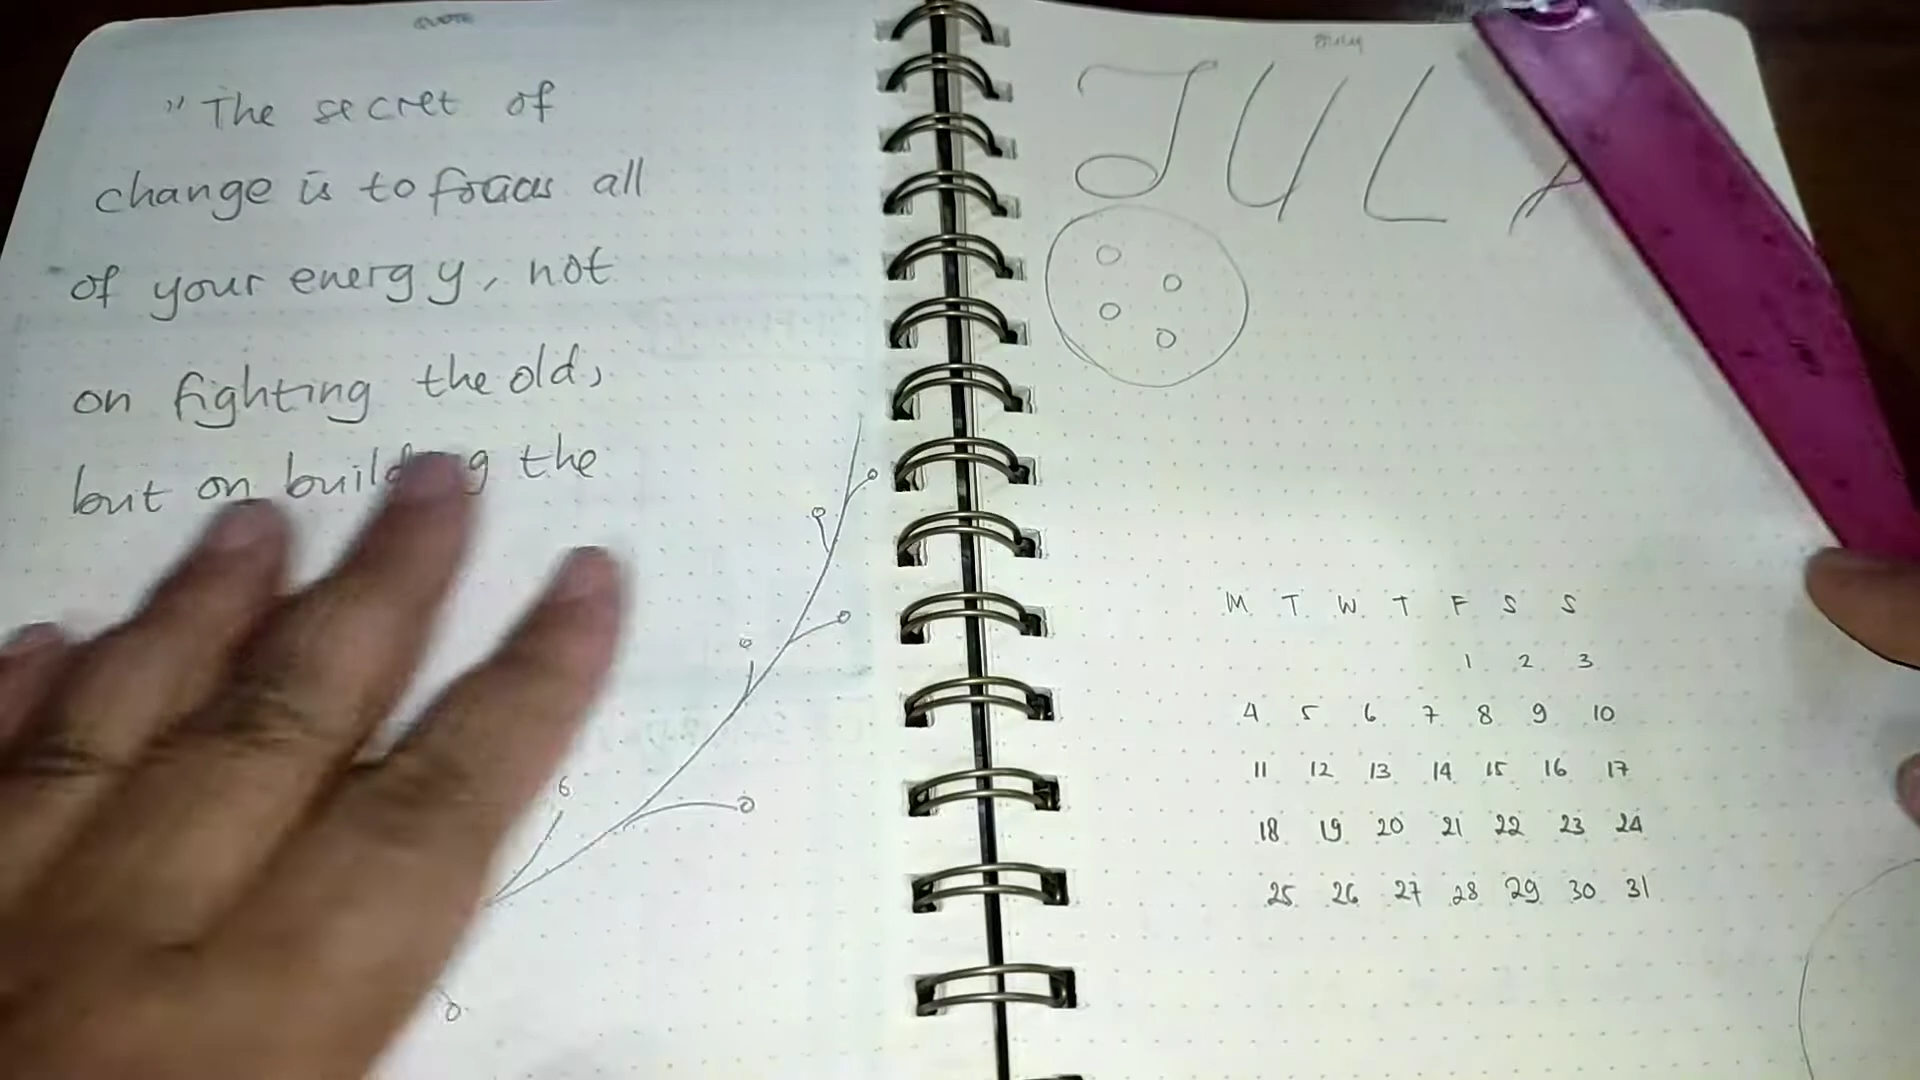 QUOTE
"The secret of
change is to focus all
of your energy, not
on fighting the old,
but on building the
JUL
M T W T F S S
1 2 3
4 5 6 7 8 9 10
11 12 13 14 15 16 17
18 19 20 21 22 23 24
25 26 27 28 29 30 31